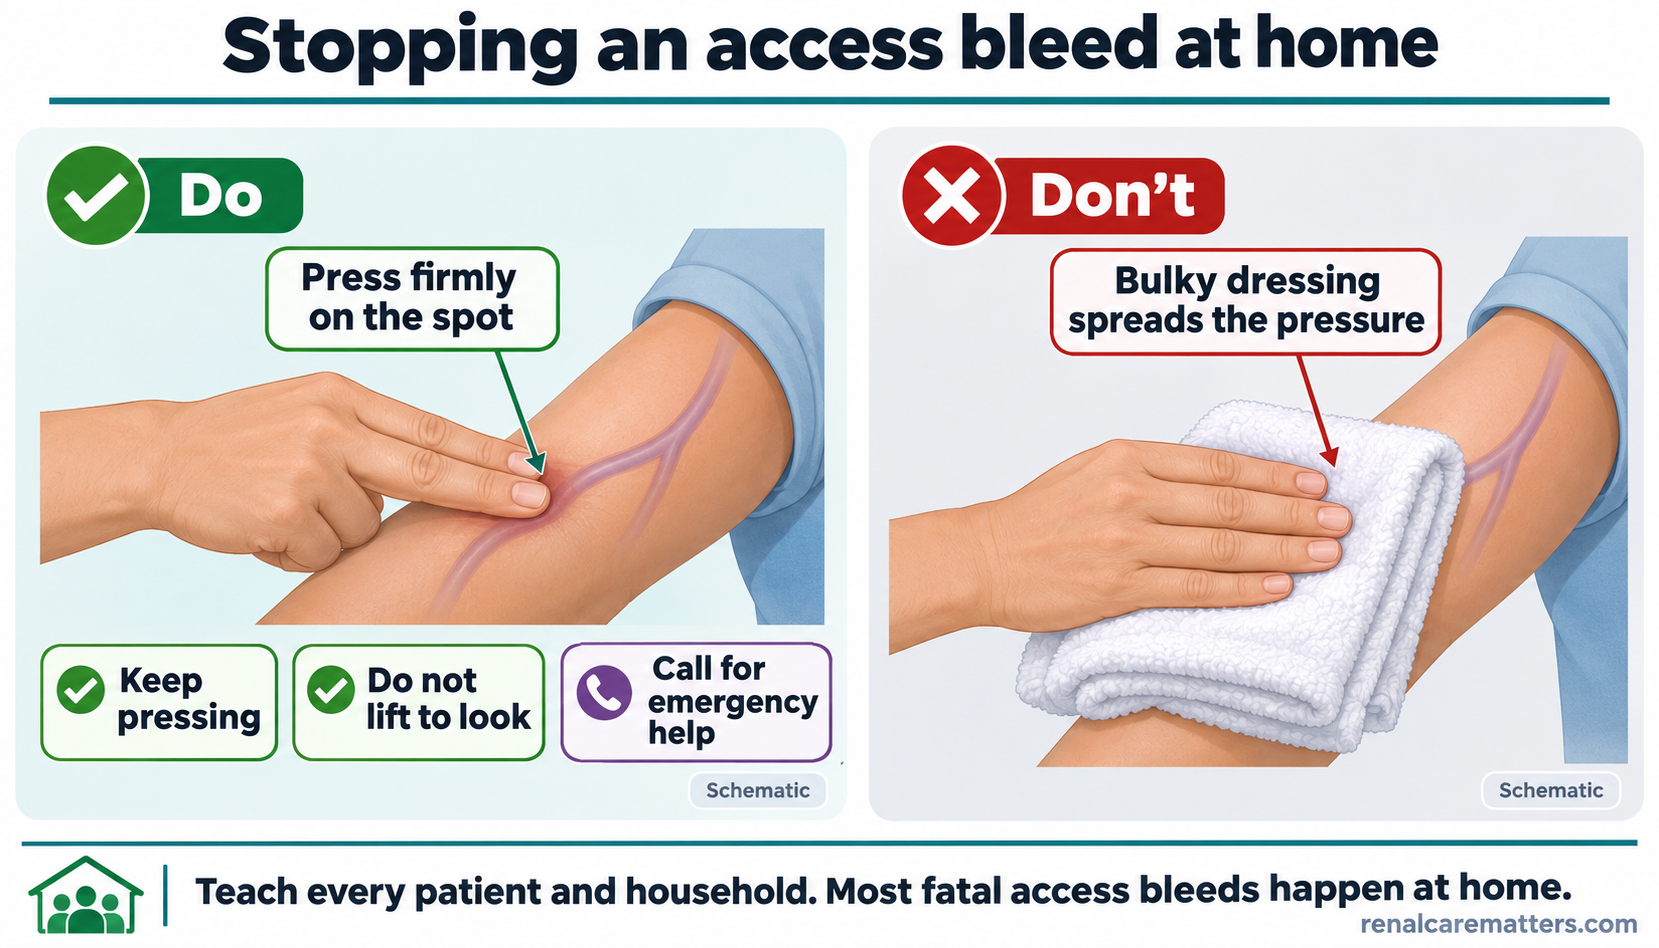 Stopping an access bleed at home
Do
Press firmly
on the spot
Keep
pressing
Do not
lift to look
Call for
emergency
help
Schematic
Don't
Bulky dressing
spreads the pressure
Schematic
Teach every patient and household. Most fatal access bleeds happen at home.
renalcarematters.com